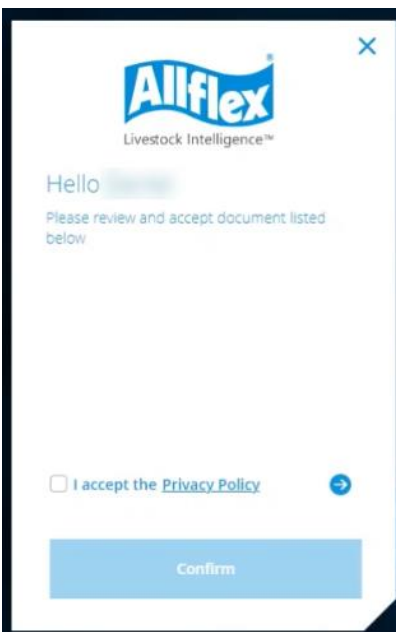 Allflex®
Livestock Intelligence™
Hello
Please review and accept document listed
below
I accept the Privacy Policy
Confirm